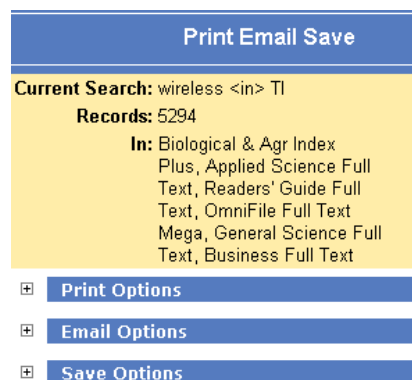 Print Email Save
Current Search: wireless <in> TI
Records: 5294
In: Biological & Agr Index
Plus, Applied Science Full
Text, Readers' Guide Full
Text, OmniFile Full Text
Mega, General Science Full
Text, Business Full Text
Print Options
Email Options
Save Options